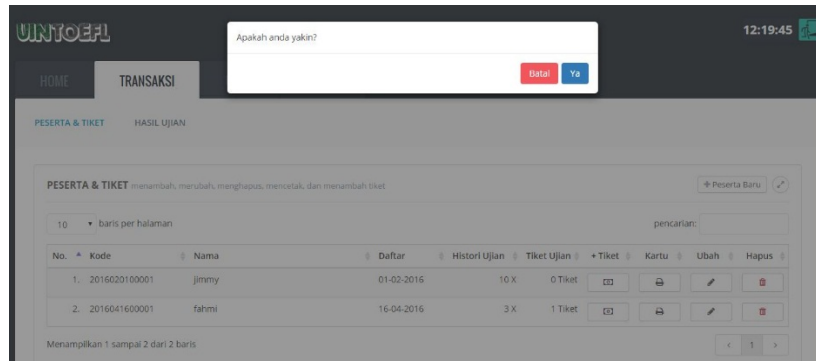 UINTOEFL
12:19:45
Apakah anda yakin?
Batal Ya
HOME TRANSAKSI
PESERTA & TIKET HASIL UJIAN
PESERTA & TIKET menambah, merubah, menghapus, mencetak, dan menambah tiket
+ Peserta Baru
10 baris per halaman
pencarian:
No. Kode Nama Daftar Histori Ujian Tiket Ujian + Tiket Kartu Ubah Hapus
1. 2016020100001 jimmy 01-02-2016 10 X 0 Tiket
2. 2016041600001 fahmi 16-04-2016 3 X 1 Tiket
Menampilkan 1 sampai 2 dari 2 baris
< 1 >